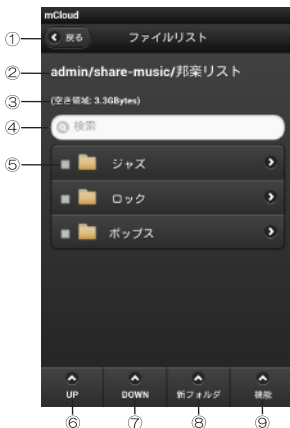 mCloud
① 戻る ファイルリスト
② admin/share-music/邦楽リスト
③ (空き領域: 3.3GBytes)
④ 検索
⑤ ジャズ
ロック
ポップス
UP DOWN 新フォルダ 機能
⑥ ⑦ ⑧ ⑨